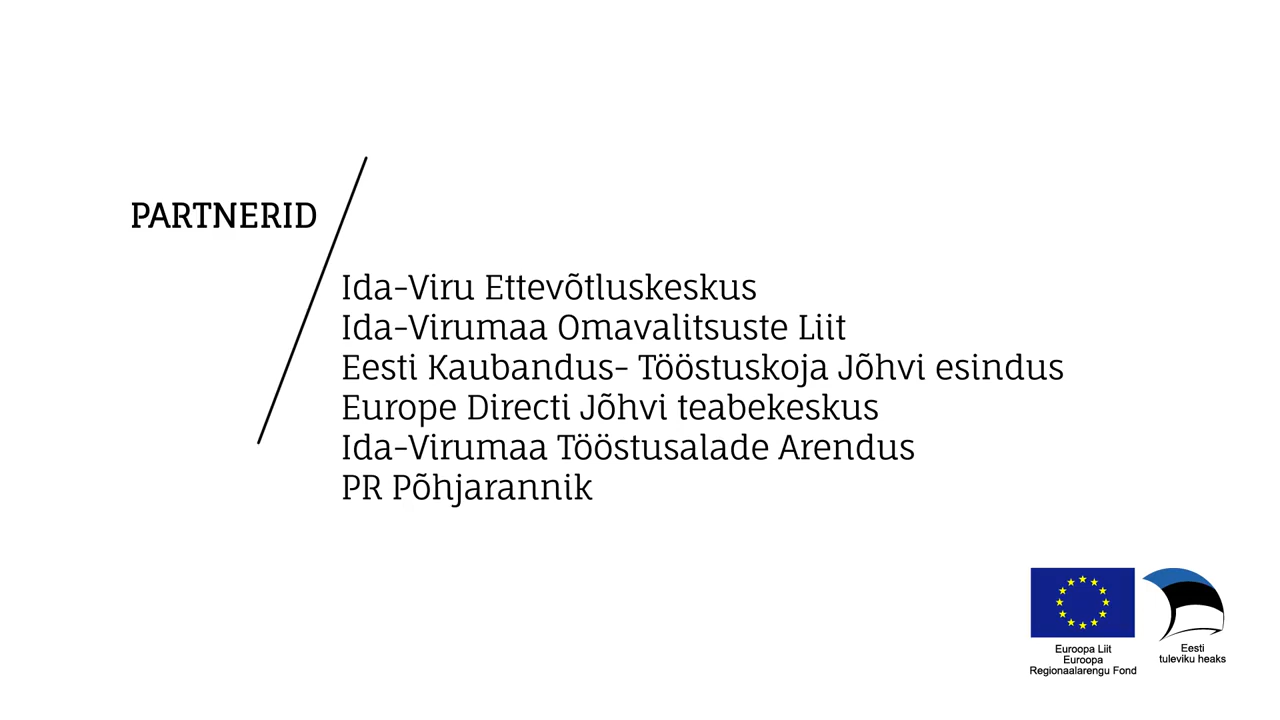 PARTNERID
Ida-Viru Ettevõtluskeskus
Ida-Virumaa Omavalitsuste Liit
Eesti Kaubandus- Tööstuskoja Jõhvi esindus
Europe Directi Jõhvi teabekeskus
Ida-Virumaa Tööstusalade Arendus
PR Põhjarannik
Euroopa Liit
Euroopa
Regionaalarengu Fond
Eesti
tuleviku heaks